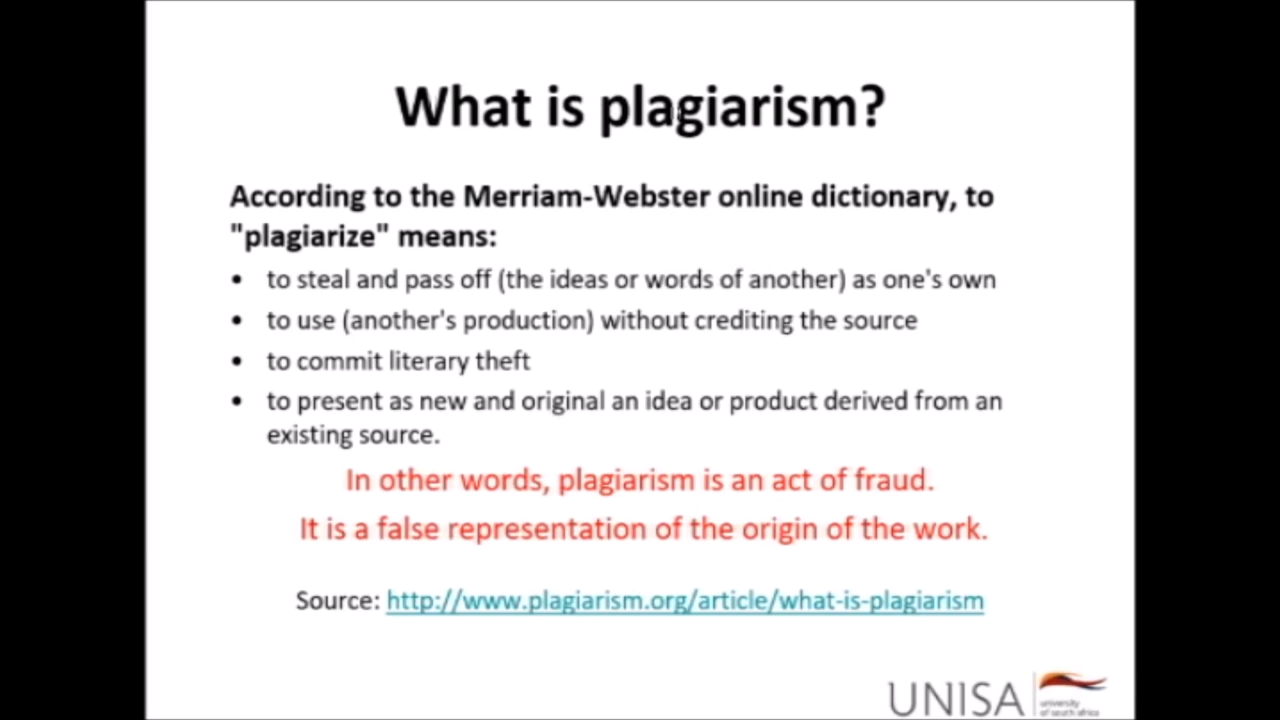 What is plagiarism?
According to the Merriam-Webster online dictionary, to
"plagiarize" means:
• to steal and pass off (the ideas or words of another) as one's own
• to use (another's production) without crediting the source
• to commit literary theft
• to present as new and original an idea or product derived from an
existing source.
In other words, plagiarism is an act of fraud.
It is a false representation of the origin of the work.
Source: http://www.plagiarism.org/article/what-is-plagiarism
UNISA
university
of south africa